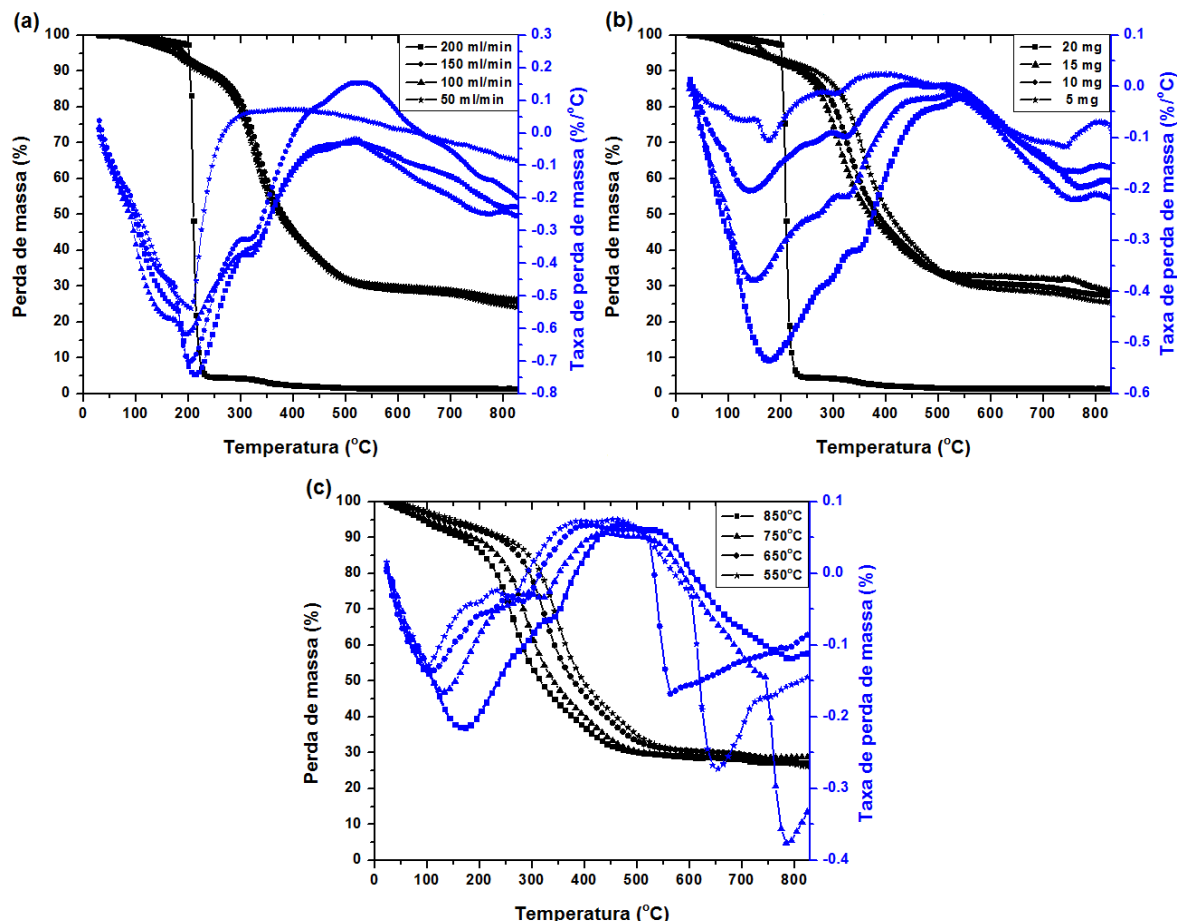 (a)
Perda de massa (%)
100
90
80
70
60
50
40
30
20
10
0
200 ml/min
150 ml/min
100 ml/min
50 ml/min
0.3
0.2
0.1
0.0
-0.1
-0.2
-0.3
-0.4
-0.5
-0.6
-0.7
-0.8
Taxa de perda de massa (%/°C)
0 100 200 300 400 500 600 700 800
Temperatura (°C)
(b)
Perda de massa (%)
100
90
80
70
60
50
40
30
20
10
0
20 mg
15 mg
10 mg
5 mg
0.1
0.0
-0.1
-0.2
-0.3
-0.4
-0.5
-0.6
Taxa de perda de massa (%/°C)
0 100 200 300 400 500 600 700 800
Temperatura (°C)
(c)
Perda de massa (%)
100
90
80
70
60
50
40
30
20
10
0
850°C
750°C
650°C
550°C
0.1
0.0
-0.1
-0.2
-0.3
-0.4
Taxa de perda de massa (%)
0 100 200 300 400 500 600 700 800
Temperatura (°C)